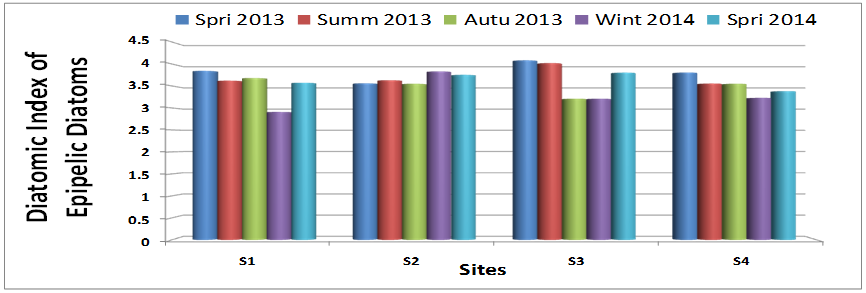 Spri 2013 Summ 2013 Autu 2013 Wint 2014 Spri 2014
Diatomic Index of
Epipelic Diatoms
4.5
4
3.5
3
2.5
2
1.5
1
0.5
0
S1 S2 S3 S4
Sites